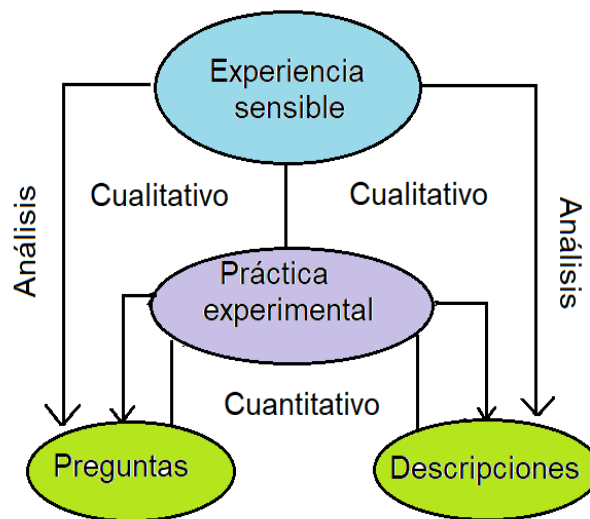 Experiencia
sensible
Análisis
Cualitativo
Cualitativo
Análisis
Práctica
experimental
Cuantitativo
Preguntas
Descripciones